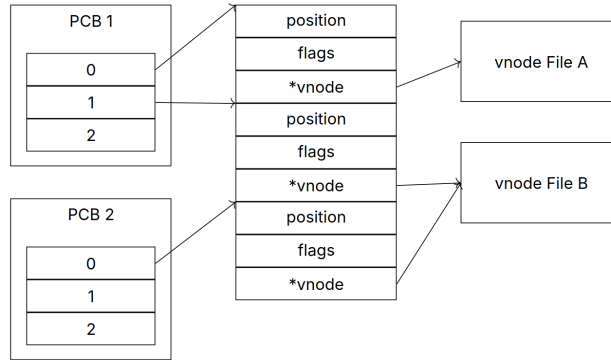 PCB 1
0
1
2
PCB 2
0
1
2
position
flags
*vnode
position
flags
*vnode
position
flags
*vnode
vnode File A
vnode File B